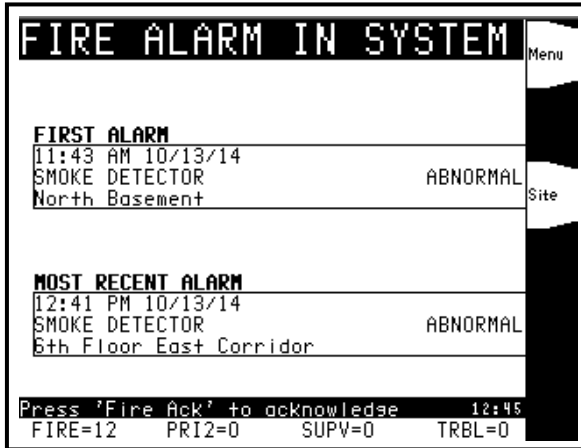 FIRE ALARM IN SYSTEM
Menu
FIRST ALARM
11:43 AM 10/13/14
SMOKE DETECTOR ABNORMAL
North Basement
Site
MOST RECENT ALARM
12:41 PM 10/13/14
SMOKE DETECTOR ABNORMAL
6th Floor East Corridor
Press 'Fire Ack' to acknowledge 12:45
FIRE=12 PRI2=0 SUPV=0 TRBL=0